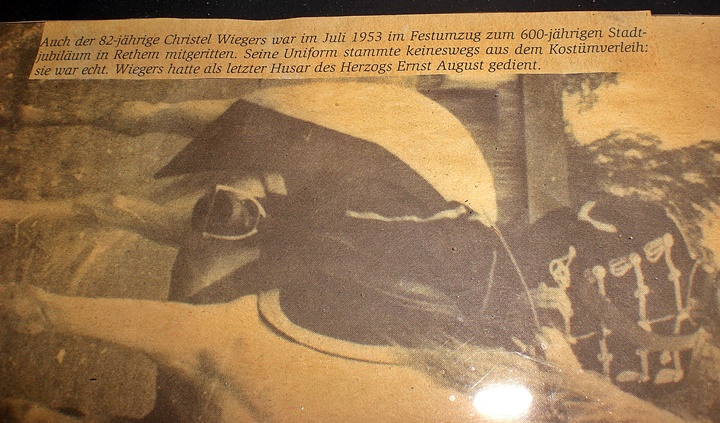 Auch der 82-jährige Christel Wiegers war im Juli 1953 im Festumzug zum 600-jährigen Stadt-
jubiläum in Rethem mitgeritten. Seine Uniform stammte keineswegs aus dem Kostümverleih:
sie war echt. Wiegers hatte als letzter Husar des Herzogs Ernst August gedient.